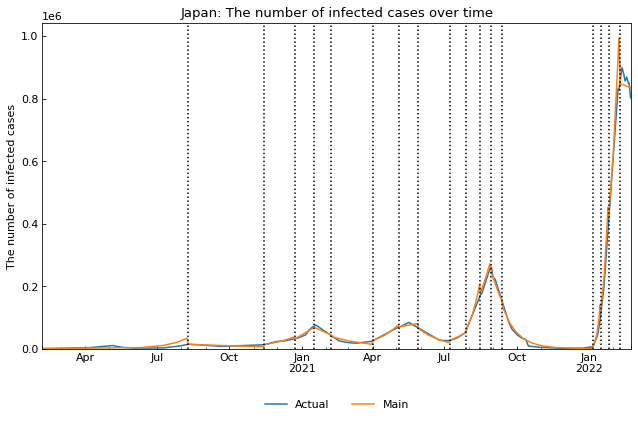 Japan: The number of infected cases over time
1e6
1.0
0.8
0.6
0.4
0.2
0.0
The number of infected cases
Apr Jul Oct Jan Apr Jul Oct Jan
2021 2022
Actual Main